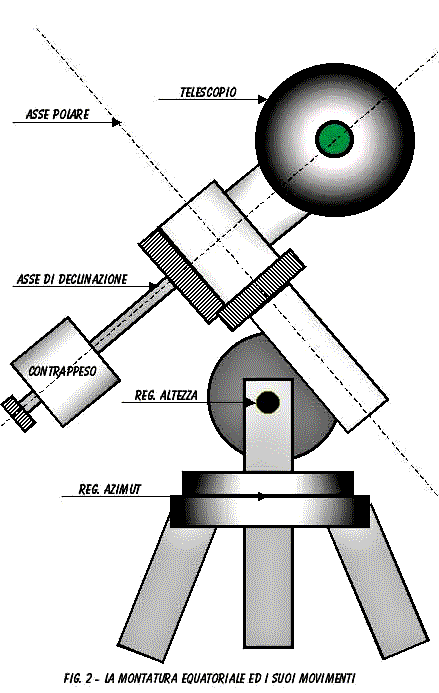 TELESCOPIO
ASSE POLARE
ASSE DI DECLINAZIONE
CONTRAPPESO
REG. ALTEZZA
REG. AZIMUT
FIG. 2 - LA MONTATURA EQUATORIALE ED I SUOI MOVIMENTI